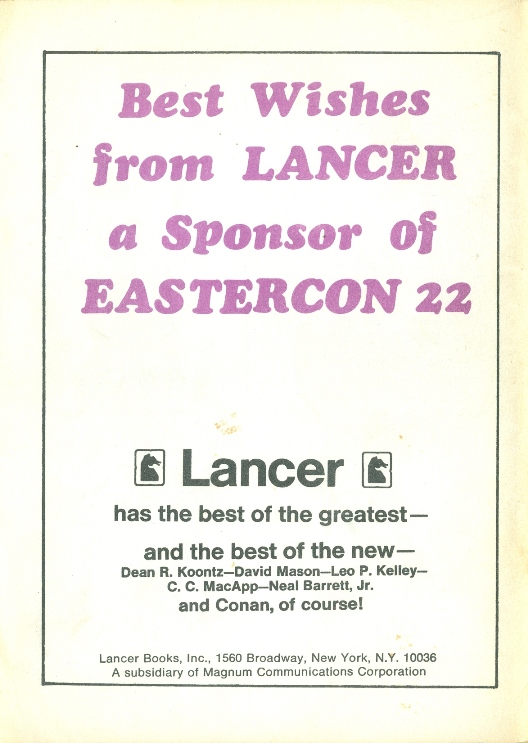 Best Wishes
from LANCER
a Sponsor of
EASTERCON 22
Lancer
has the best of the greatest—
and the best of the new—
Dean R. Koontz—David Mason—Leo P. Kelley—
C. C. MacApp—Neal Barrett, Jr.
and Conan, of course!
Lancer Books, Inc., 1560 Broadway, New York, N.Y. 10036
A subsidiary of Magnum Communications Corporation